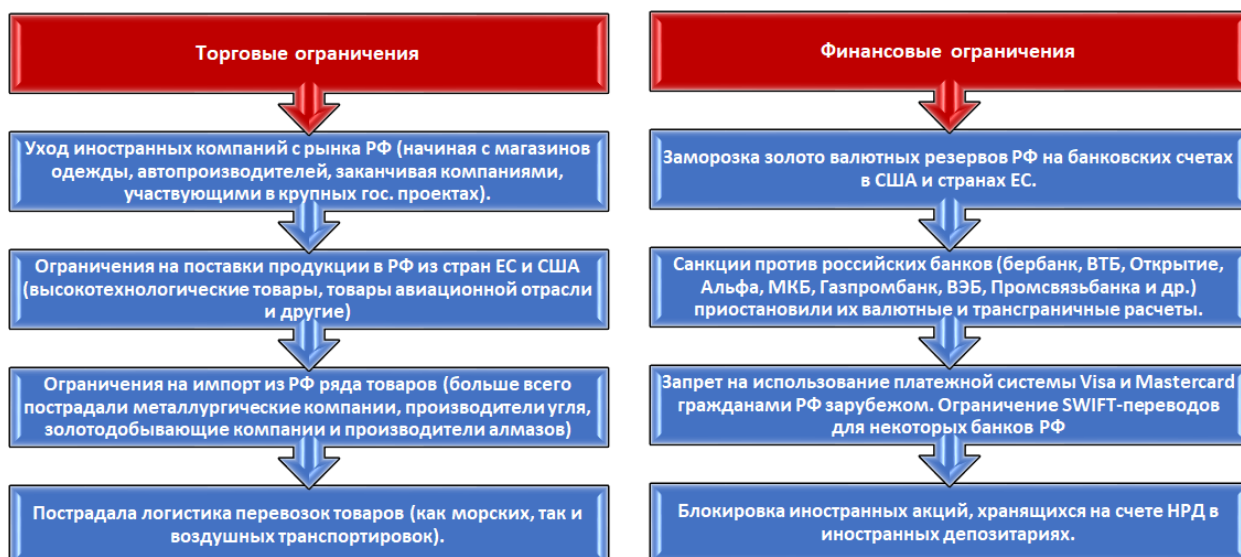 Торговые ограничения
Уход иностранных компаний с рынка РФ (начиная с магазинов
одежды, автопроизводителей, заканчивая компаниями,
участвующими в крупных гос. проектах).
Ограничения на поставки продукции в РФ из стран ЕС и США
(высокотехнологические товары, товары авиационной отрасли
и другие)
Ограничения на импорт из РФ ряда товаров (больше всего
пострадали металлургические компании, производители угля,
золотодобывающие компании и производители алмазов)
Пострадала логистика перевозок товаров (как морских, так и
воздушных транспортировок).
Финансовые ограничения
Заморозка золото валютных резервов РФ на банковских счетах
в США и странах ЕС.
Санкции против российских банков (бербанк, ВТБ, Открытие,
Альфа, МКБ, Газпромбанк, ВЭБ, Промсвязьбанка и др.)
приостановили их валютные и трансграничные расчеты.
Запрет на использование платежной системы Visa и Mastercard
гражданами РФ зарубежом. Ограничение SWIFT-переводов
для некоторых банков РФ
Блокировка иностранных акций, хранящихся на счете НРД в
иностранных депозитариях.